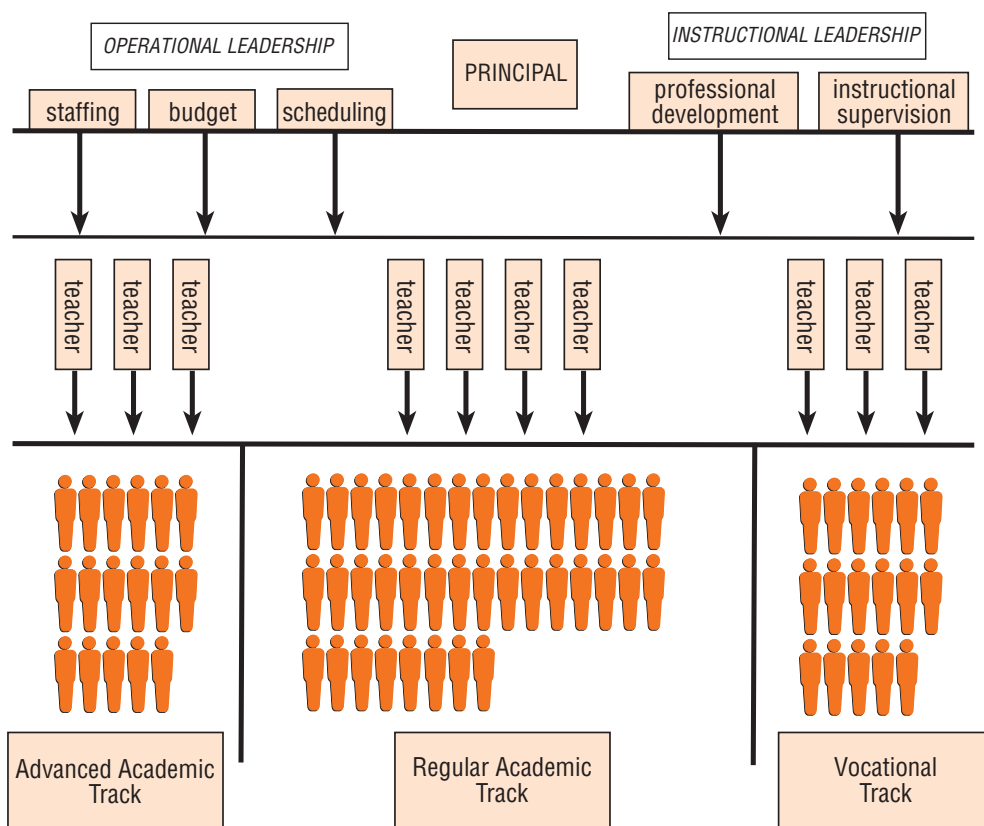 OPERATIONAL LEADERSHIP
PRINCIPAL
INSTRUCTIONAL LEADERSHIP
staffing
budget
scheduling
professional
development
instructional
supervision
teacher
teacher
teacher
teacher
teacher
teacher
teacher
teacher
teacher
teacher
Advanced Academic
Track
Regular Academic
Track
Vocational
Track